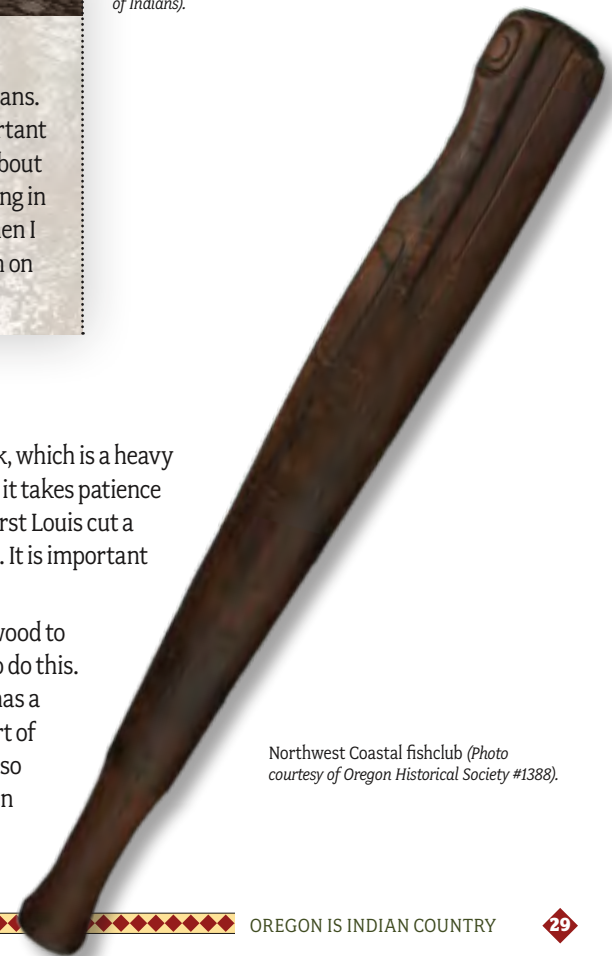 of Indians).
ans.
rtant
bout
ng in
en I
n on
k, which is a heavy
it takes patience
rst Louis cut a
. It is important
wood to
o do this.
has a
rt of
so
n
Northwest Coastal fishclub (Photo
courtesy of Oregon Historical Society #1388).
OREGON IS INDIAN COUNTRY 29